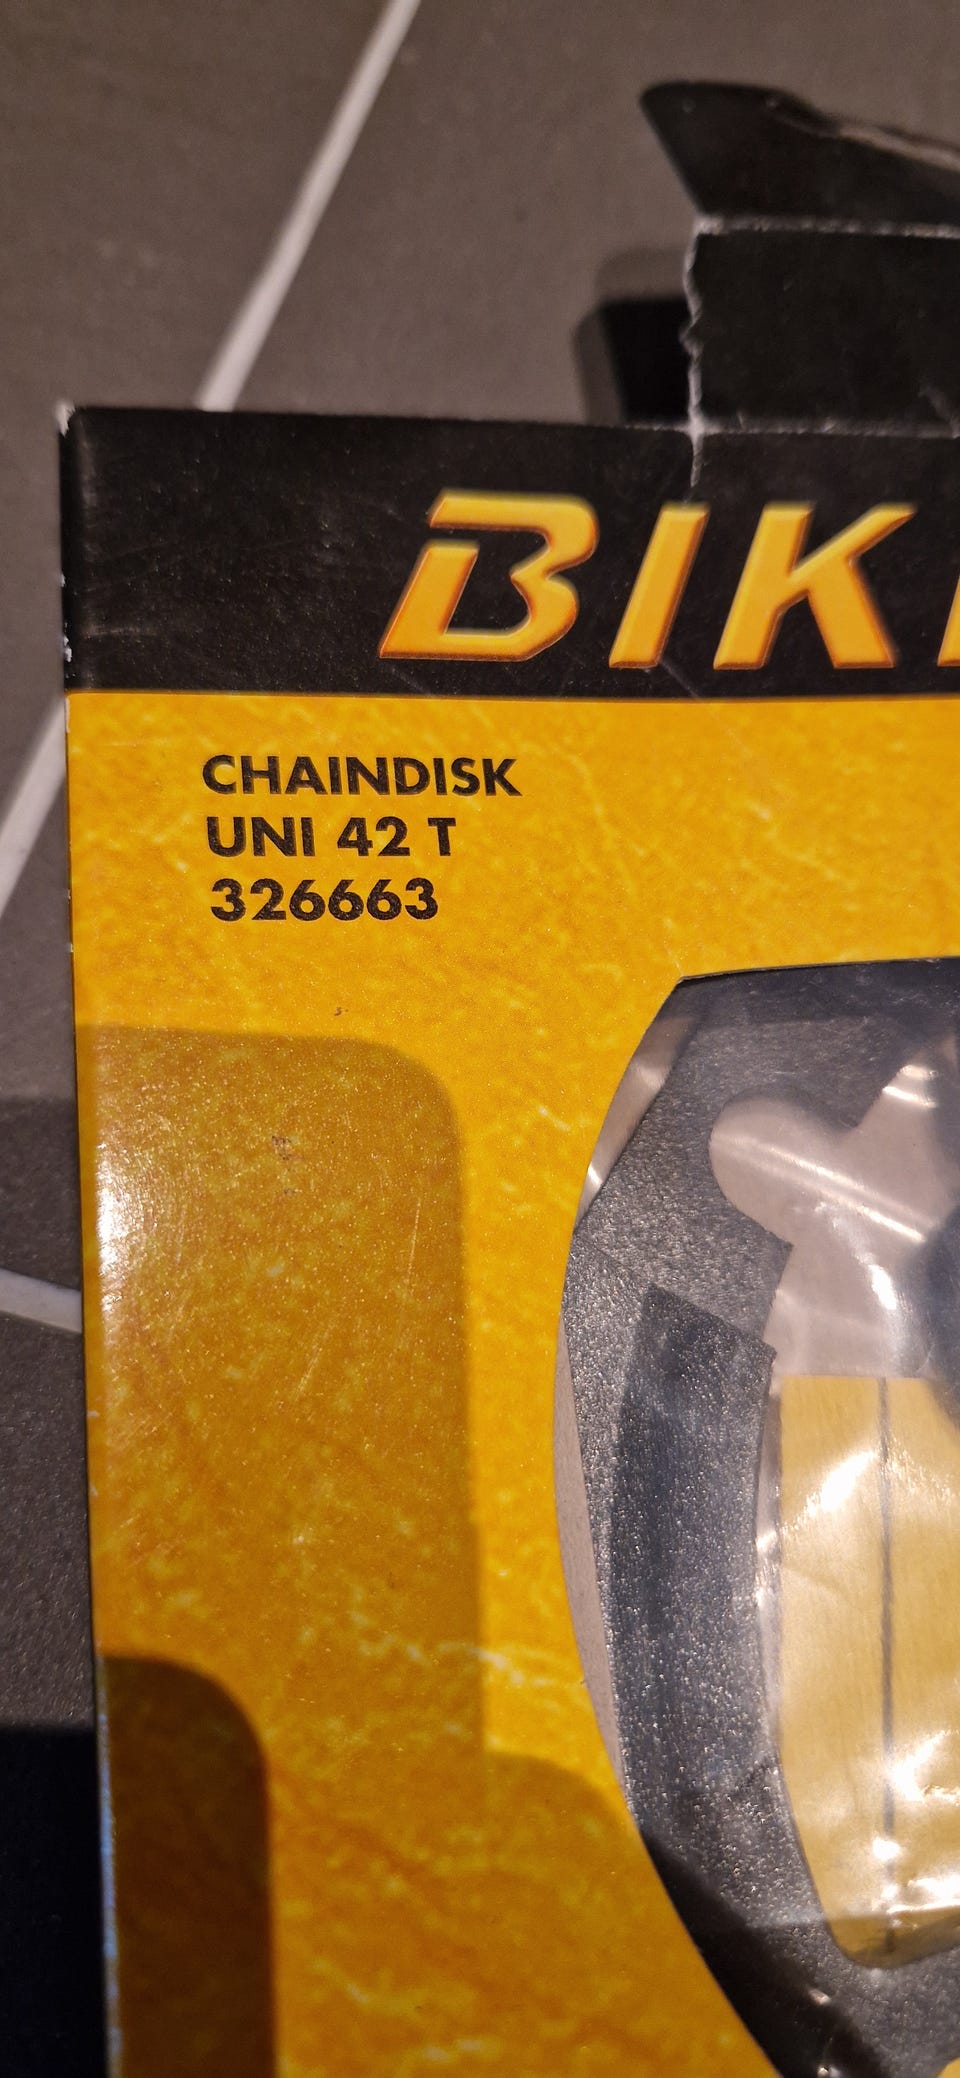 BIK
CHAINDISK
UNI 42 T
326663